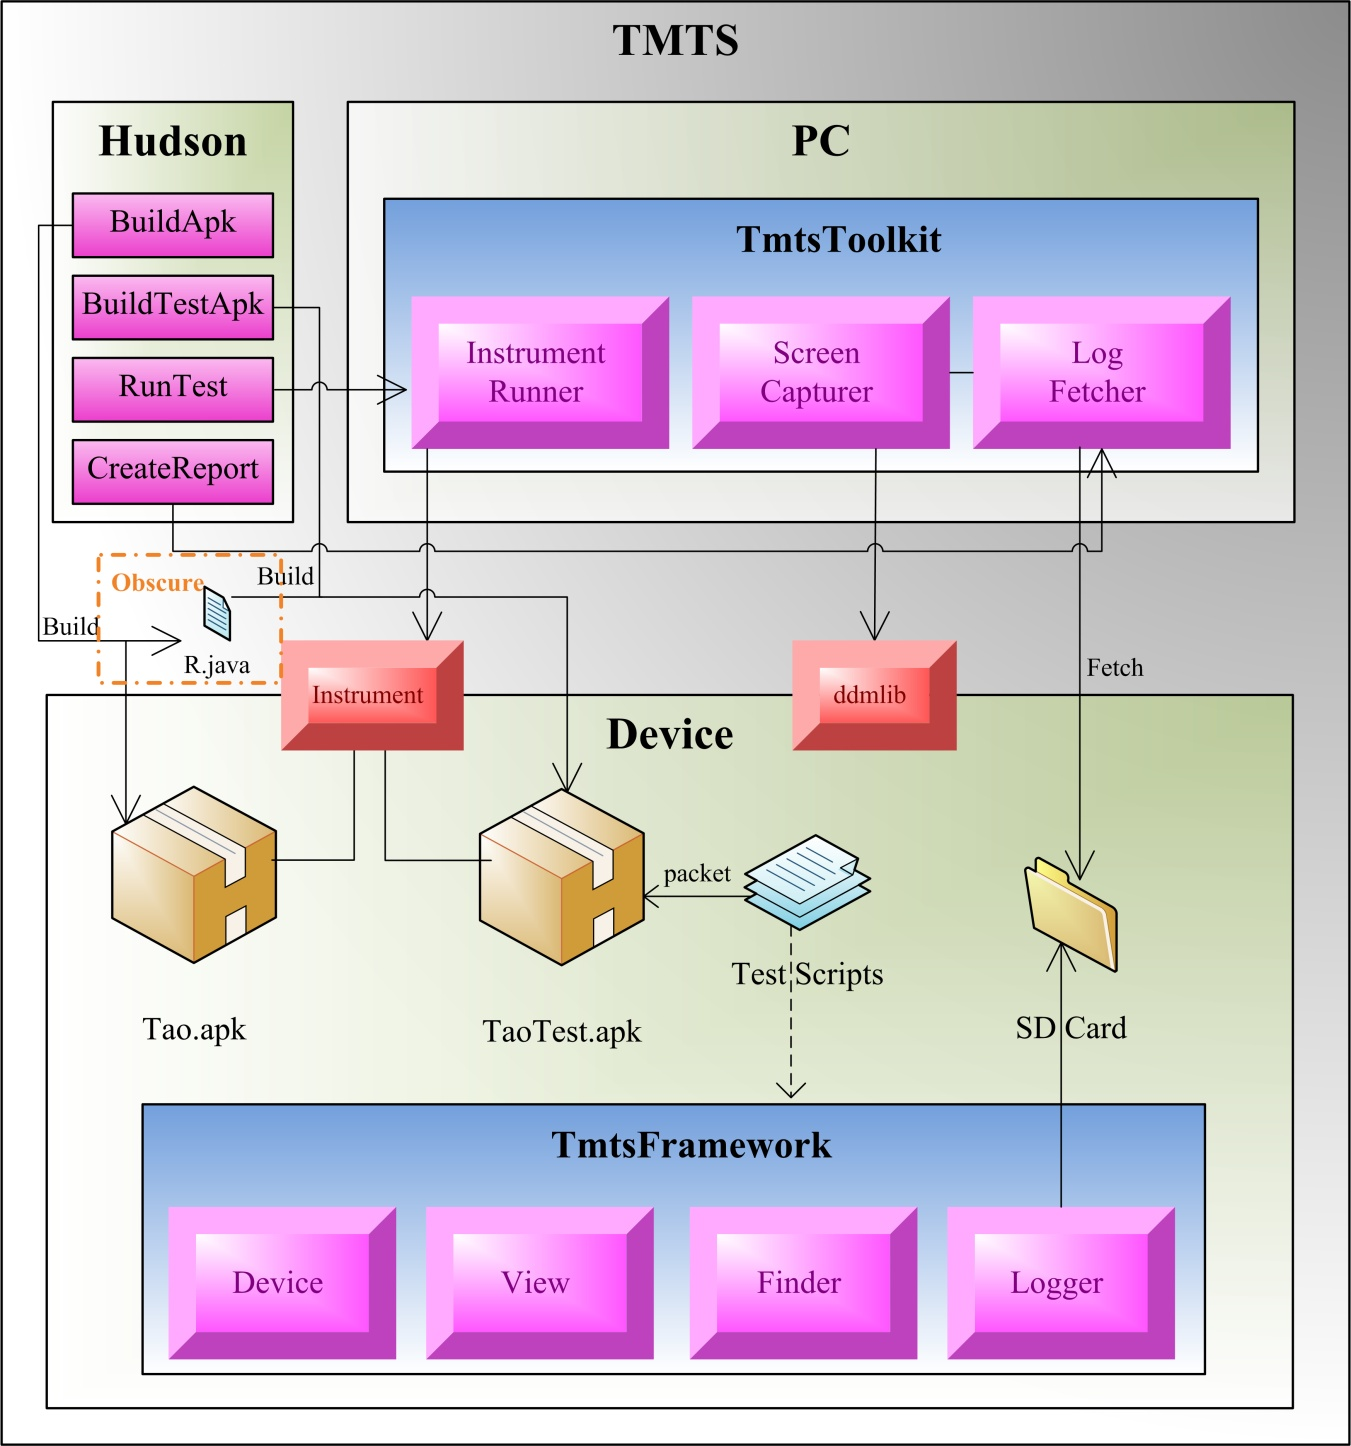 TMTS
Hudson
BuildApk
BuildTestApk
RunTest
CreateReport
PC
TmtsToolkit
Instrument
Runner
Screen
Capturer
Log
Fetcher
Obscure
Build
Build
R.java
Fetch
Instrument
ddmlib
Device
packet
Test Scripts
Tao.apk
TaoTest.apk
SD Card
TmtsFramework
Device
View
Finder
Logger